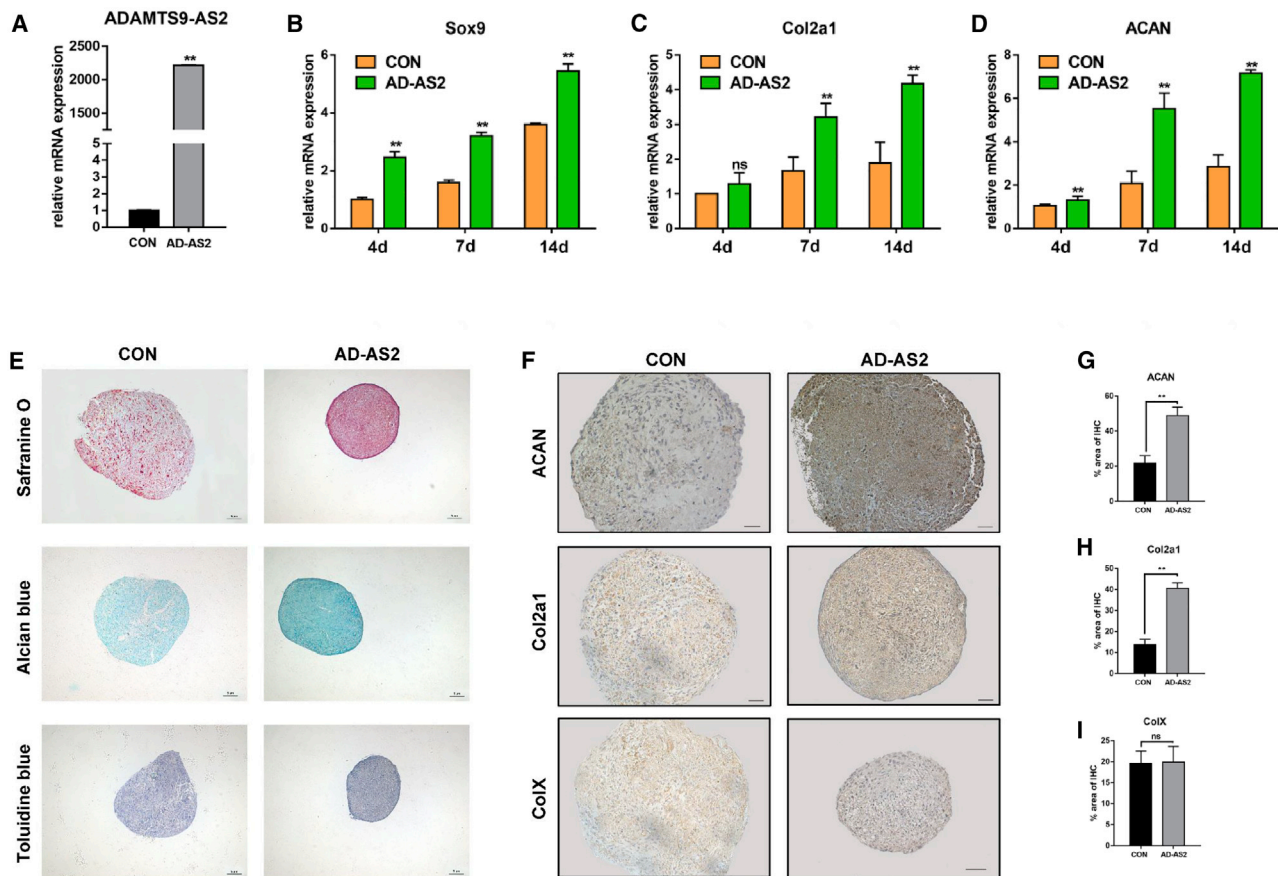 A
ADAMTS9-AS2
relative mRNA expression
2500
2000
1500
1000
5
4
3
2
1
0
**
CON AD-AS2
B
Sox9
relative mRNA expression
6
4
2
0
CON
AD-AS2
** ** **
4d 7d 14d
C
Col2a1
relative mRNA expression
5
4
3
2
1
0
CON
AD-AS2
ns ** **
4d 7d 14d
D
ACAN
relative mRNA expression
8
6
4
2
0
CON
AD-AS2
** ** **
4d 7d 14d
E
CON AD-AS2
Safranine O
Alcian blue
Toluidine blue
F
CON AD-AS2
ACAN
Col2a1
ColX
G
ACAN
% area of IHC
60
40
20
0
**
CON AD-AS2
H
Col2a1
% area of IHC
50
40
30
20
10
0
**
CON AD-AS2
I
ColX
% area of IHC
25
20
15
10
5
0
ns
CON AD-AS2